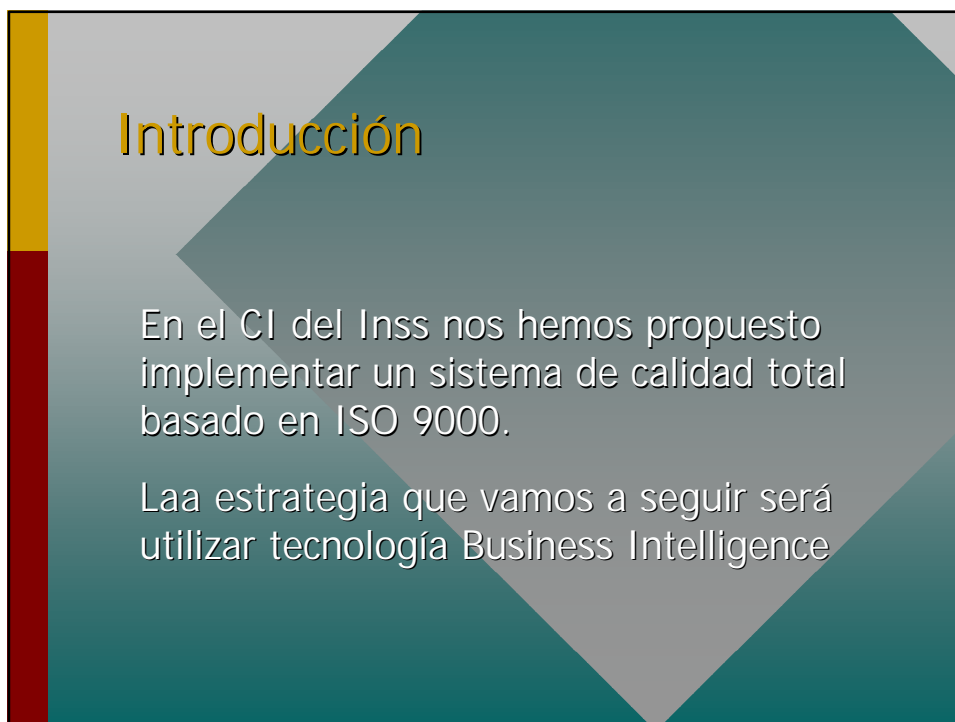 Introducción
En el CI del Inss nos hemos propuesto
implementar un sistema de calidad total
basado en ISO 9000.
Laa estrategia que vamos a seguir será
utilizar tecnología Business Intelligence